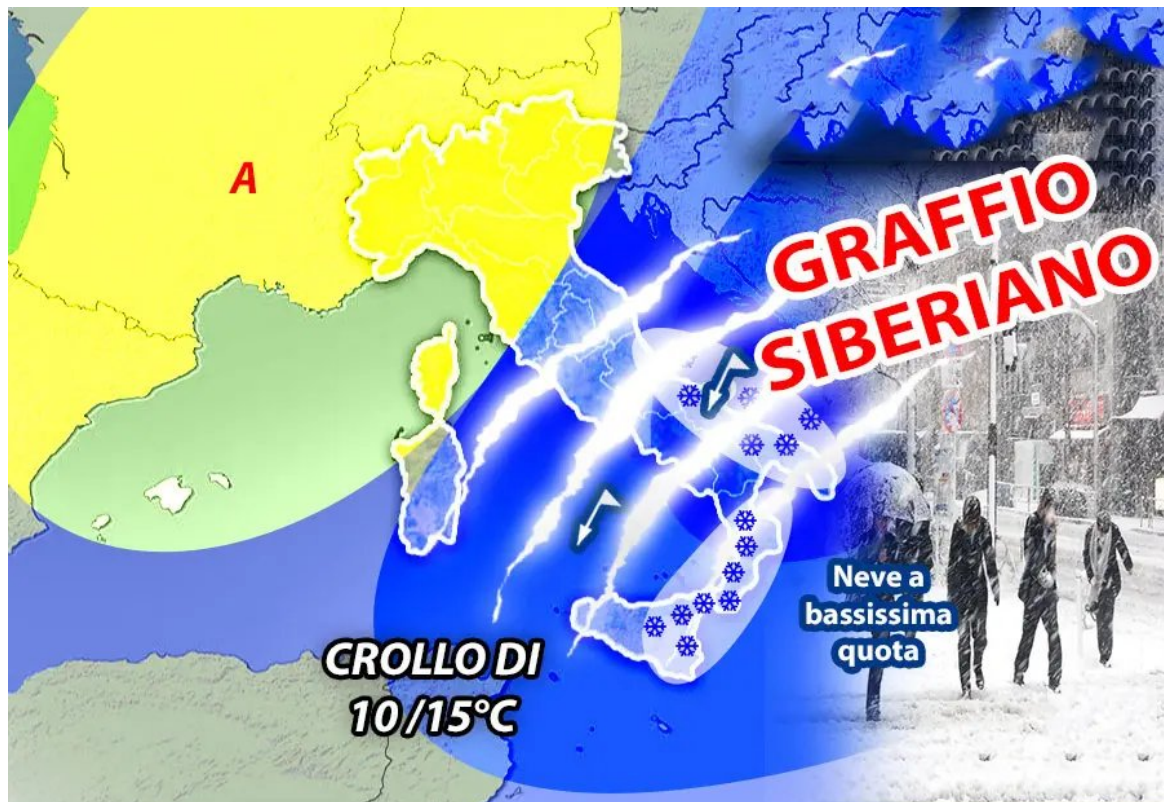 A
GRAFFIO
SIBERIANO
Neve a
bassissima
quota
CROLLO DI
10/15°C